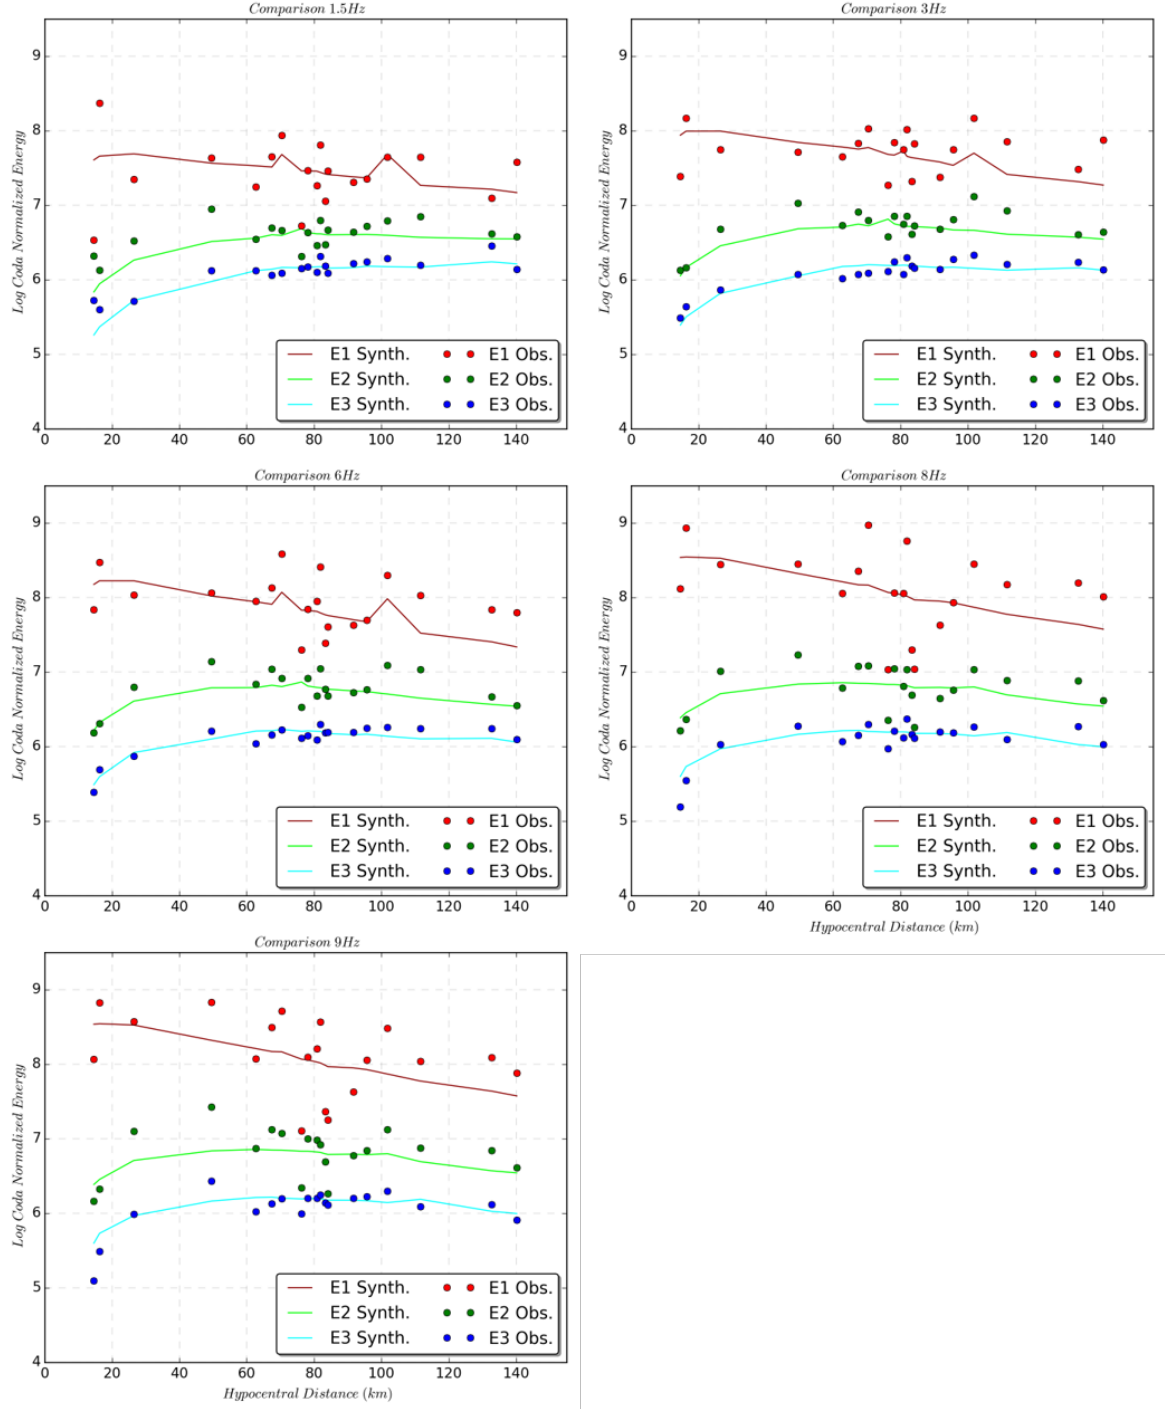 Comparison 1.5Hz
Log Coda Normalized Energy
9
8
7
6
5
4
E1 Synth. E1 Obs.
E2 Synth. E2 Obs.
E3 Synth. E3 Obs.
0 20 40 60 80 100 120 140
Comparison 3Hz
Log Coda Normalized Energy
9
8
7
6
5
4
E1 Synth. E1 Obs.
E2 Synth. E2 Obs.
E3 Synth. E3 Obs.
0 20 40 60 80 100 120 140
Comparison 6Hz
Log Coda Normalized Energy
9
8
7
6
5
4
E1 Synth. E1 Obs.
E2 Synth. E2 Obs.
E3 Synth. E3 Obs.
0 20 40 60 80 100 120 140
Comparison 8Hz
Log Coda Normalized Energy
9
8
7
6
5
4
E1 Synth. E1 Obs.
E2 Synth. E2 Obs.
E3 Synth. E3 Obs.
0 20 40 60 80 100 120 140
Hypocentral Distance (km)
Comparison 9Hz
Log Coda Normalized Energy
9
8
7
6
5
4
E1 Synth. E1 Obs.
E2 Synth. E2 Obs.
E3 Synth. E3 Obs.
0 20 40 60 80 100 120 140
Hypocentral Distance (km)